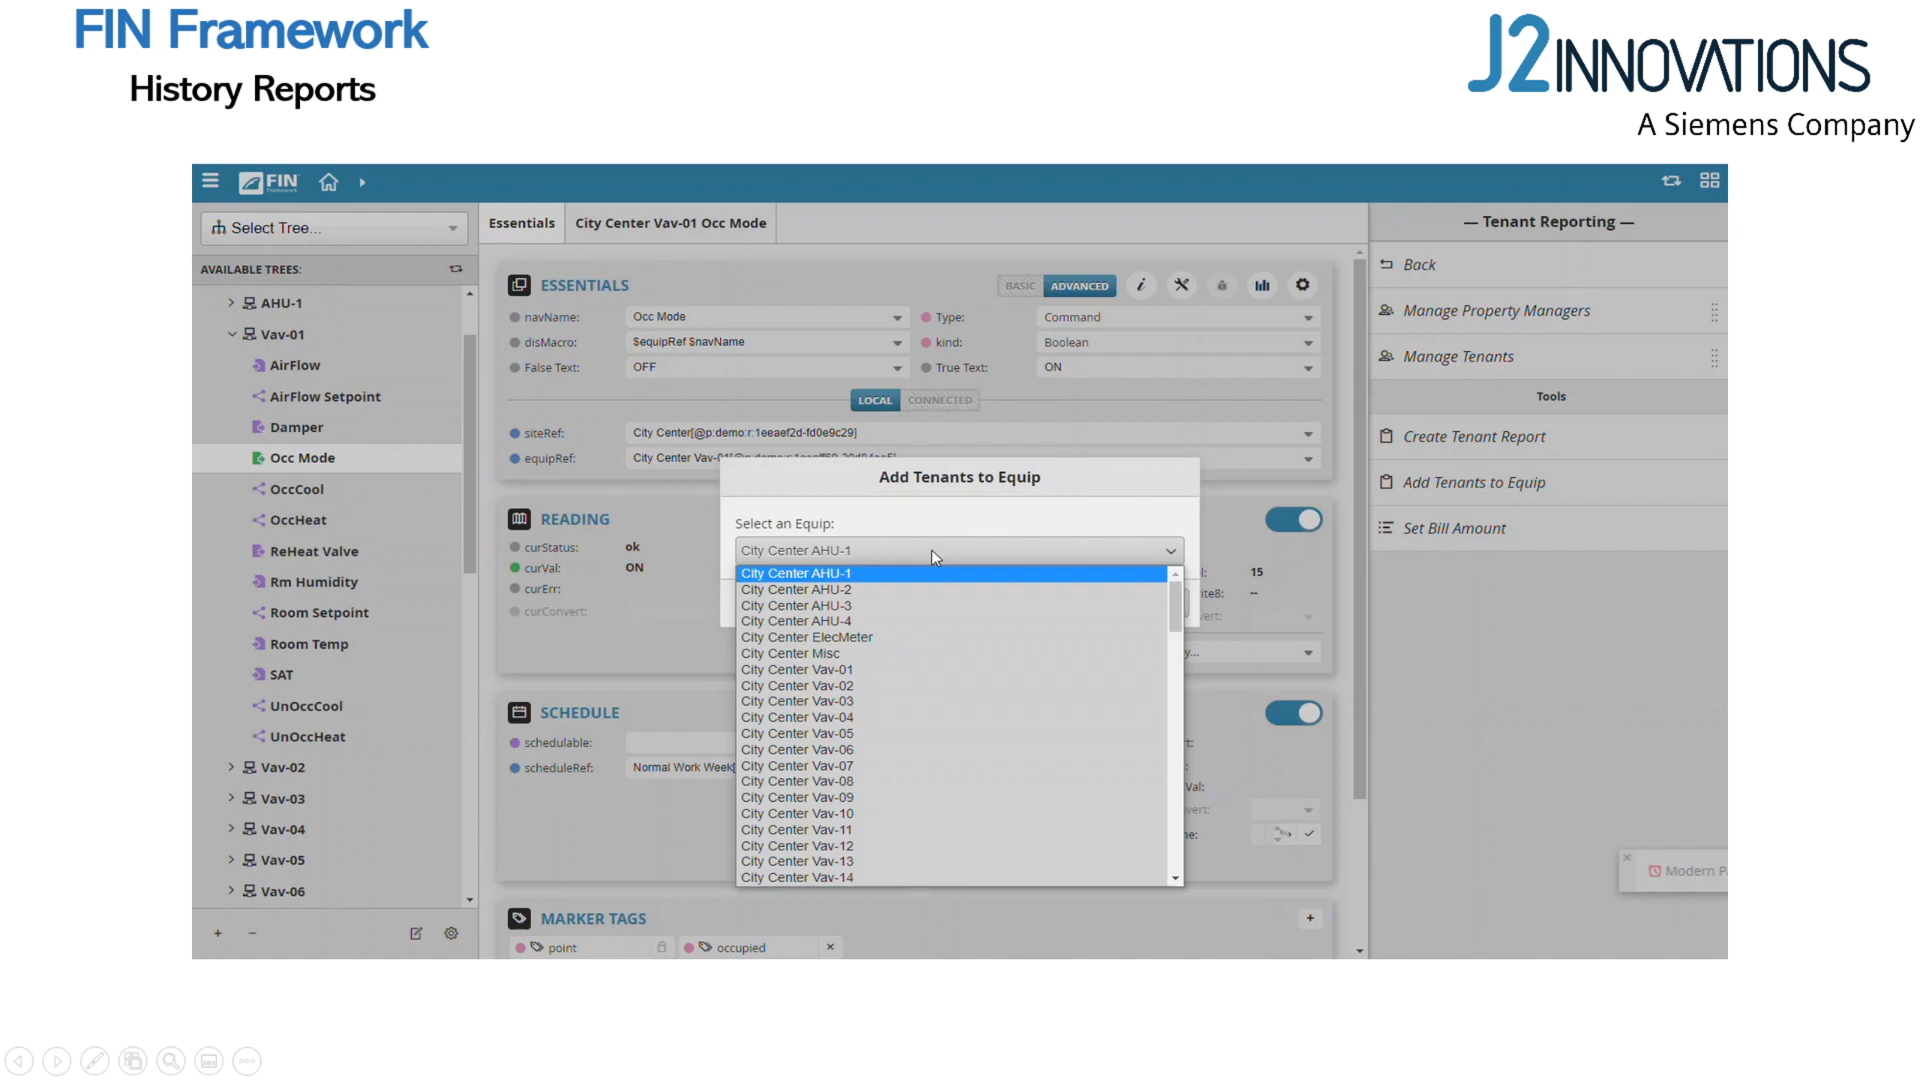 FIN Framework
History Reports
J2INNOVATIONS
A Siemens Company
FIN
Framework
Select Tree...
AVAILABLE TREES:
AHU-1
Vav-01
AirFlow
AirFlow Setpoint
Damper
Occ Mode
OccCool
OccHeat
ReHeat Valve
Rm Humidity
Room Setpoint
Room Temp
SAT
UnOccCool
UnOccHeat
Vav-02
Vav-03
Vav-04
Vav-05
Vav-06
Essentials
City Center Vav-01 Occ Mode
ESSENTIALS
BASIC ADVANCED
navName: Occ Mode Type: Command
disMacro: $equipRef $navName kind: Boolean
False Text: OFF True Text: ON
LOCAL CONNECTED
siteRef: City Center[@p:demo:r:1eeaef2d-fd0e9c29]
equipRef:
Add Tenants to Equip
Select an Equip:
City Center AHU-1
City Center AHU-1
City Center AHU-2
City Center AHU-3
City Center AHU-4
City Center ElecMeter
City Center Misc
City Center Vav-01
City Center Vav-02
City Center Vav-03
City Center Vav-04
City Center Vav-05
City Center Vav-06
City Center Vav-07
City Center Vav-08
City Center Vav-09
City Center Vav-10
City Center Vav-11
City Center Vav-12
City Center Vav-13
City Center Vav-14
READING
curStatus: ok
curVal: ON
curErr:
curConvert:
15
--
SCHEDULE
schedulable:
scheduleRef: Normal Work Week[
MARKER TAGS +
point occupied ×
— Tenant Reporting —
Back
Manage Property Managers
Manage Tenants
Tools
Create Tenant Report
Add Tenants to Equip
Set Bill Amount
Modern